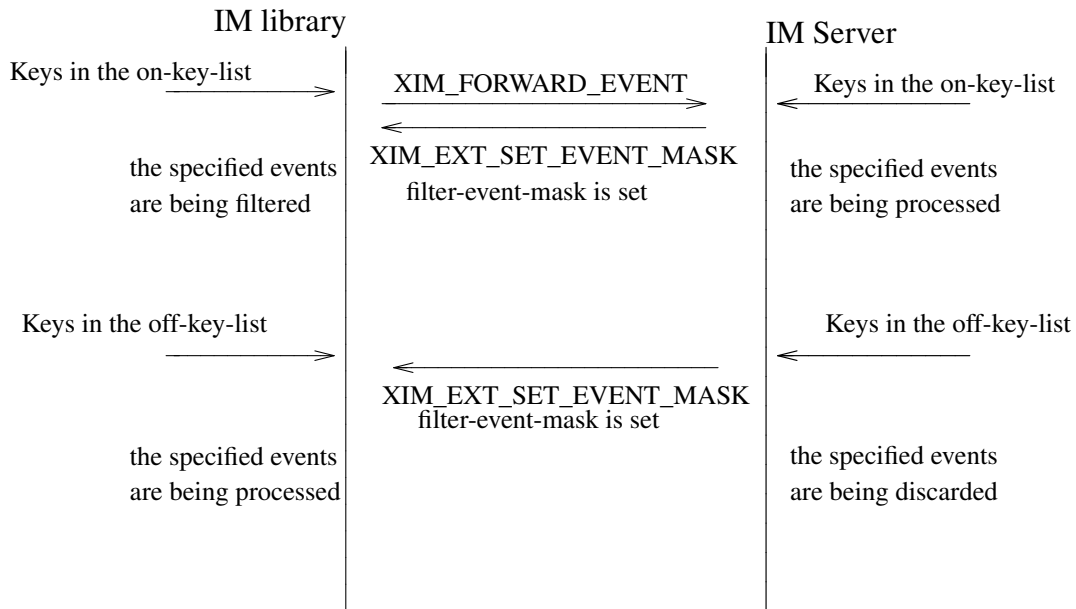 IM library
IM Server
Keys in the on-key-list
XIM_FORWARD_EVENT
Keys in the on-key-list
XIM_EXT_SET_EVENT_MASK
the specified events
are being filtered
filter-event-mask is set
the specified events
are being processed
Keys in the off-key-list
Keys in the off-key-list
XIM_EXT_SET_EVENT_MASK
filter-event-mask is set
the specified events
are being processed
the specified events
are being discarded